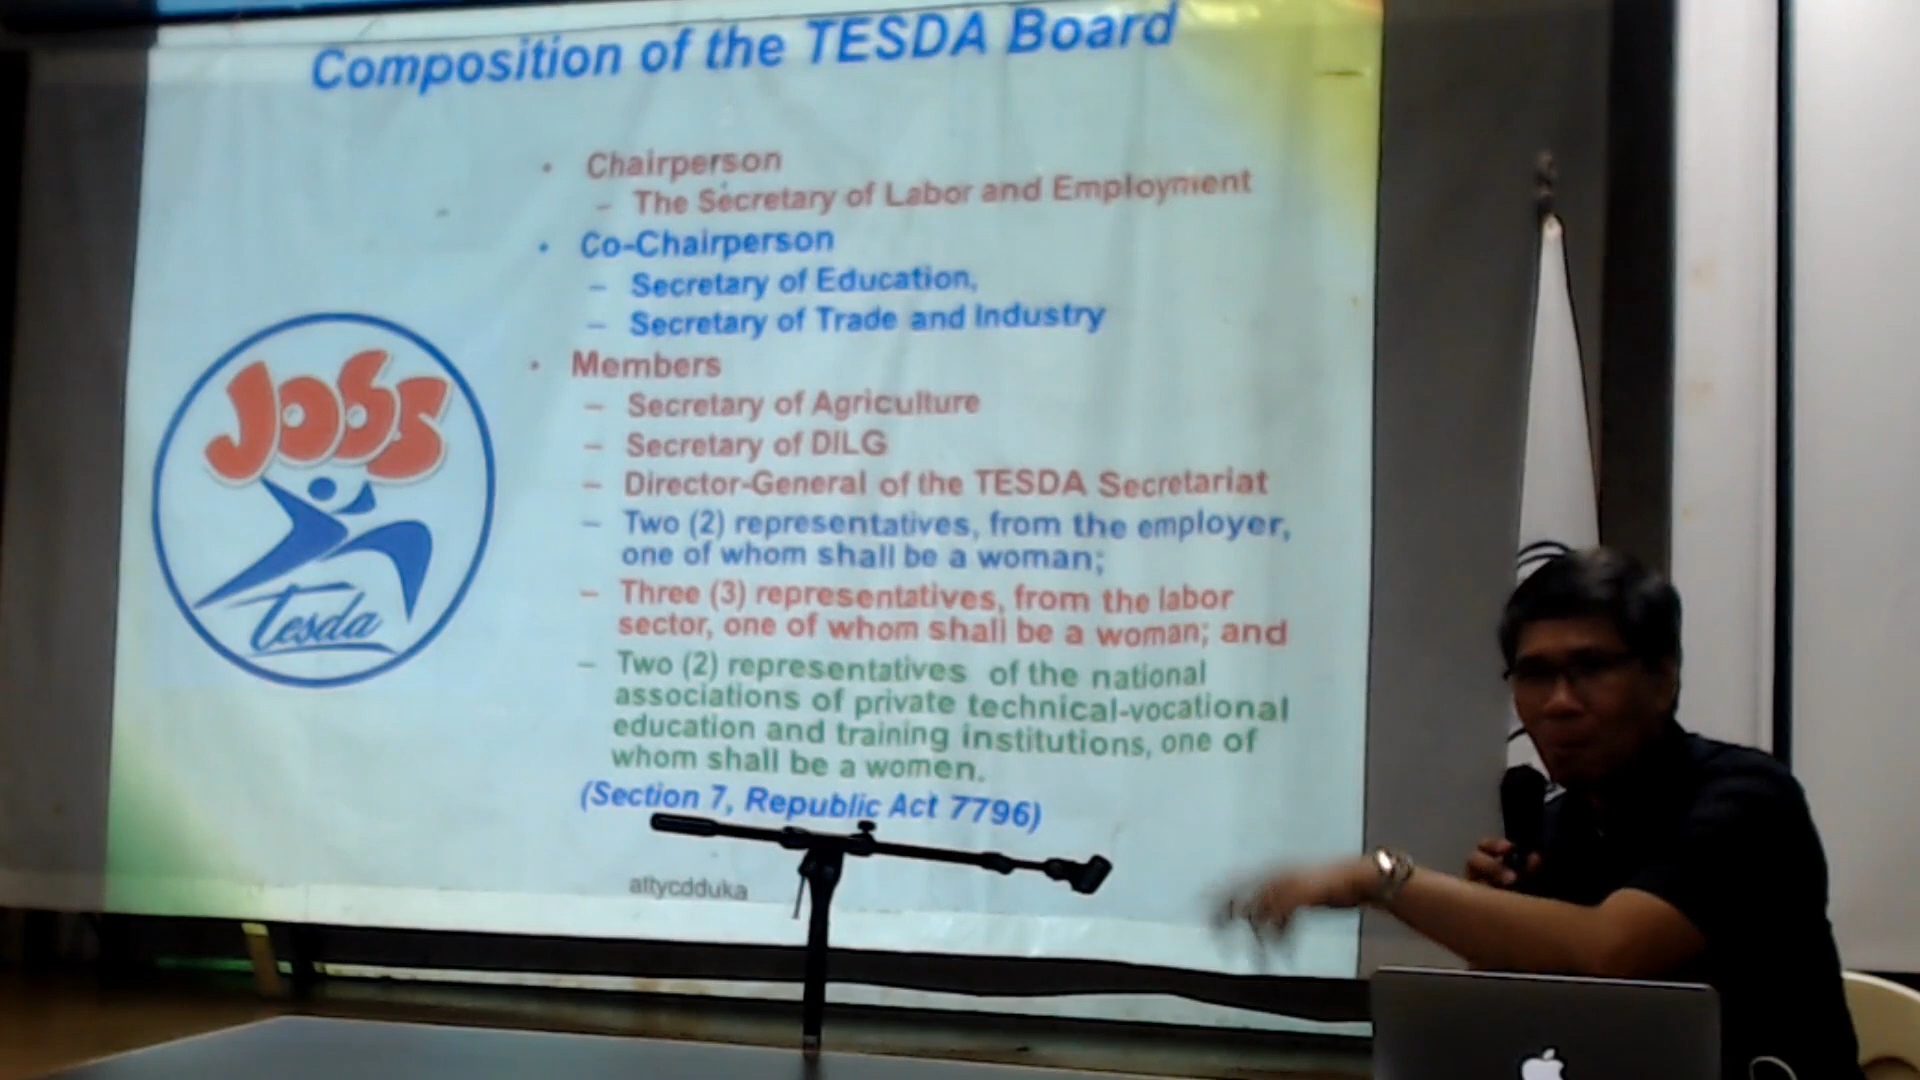 Composition of the TESDA Board
• Chairperson
– The Secretary of Labor and Employment
• Co-Chairperson
– Secretary of Education,
– Secretary of Trade and Industry
• Members
– Secretary of Agriculture
– Secretary of DILG
– Director-General of the TESDA Secretariat
– Two (2) representatives, from the employer,
one of whom shall be a woman;
– Three (3) representatives, from the labor
sector, one of whom shall be a woman; and
– Two (2) representatives of the national
associations of private technical-vocational
education and training institutions, one of
whom shall be a women.
(Section 7, Republic Act 7796)
attycdduka
JOBS
Tesda